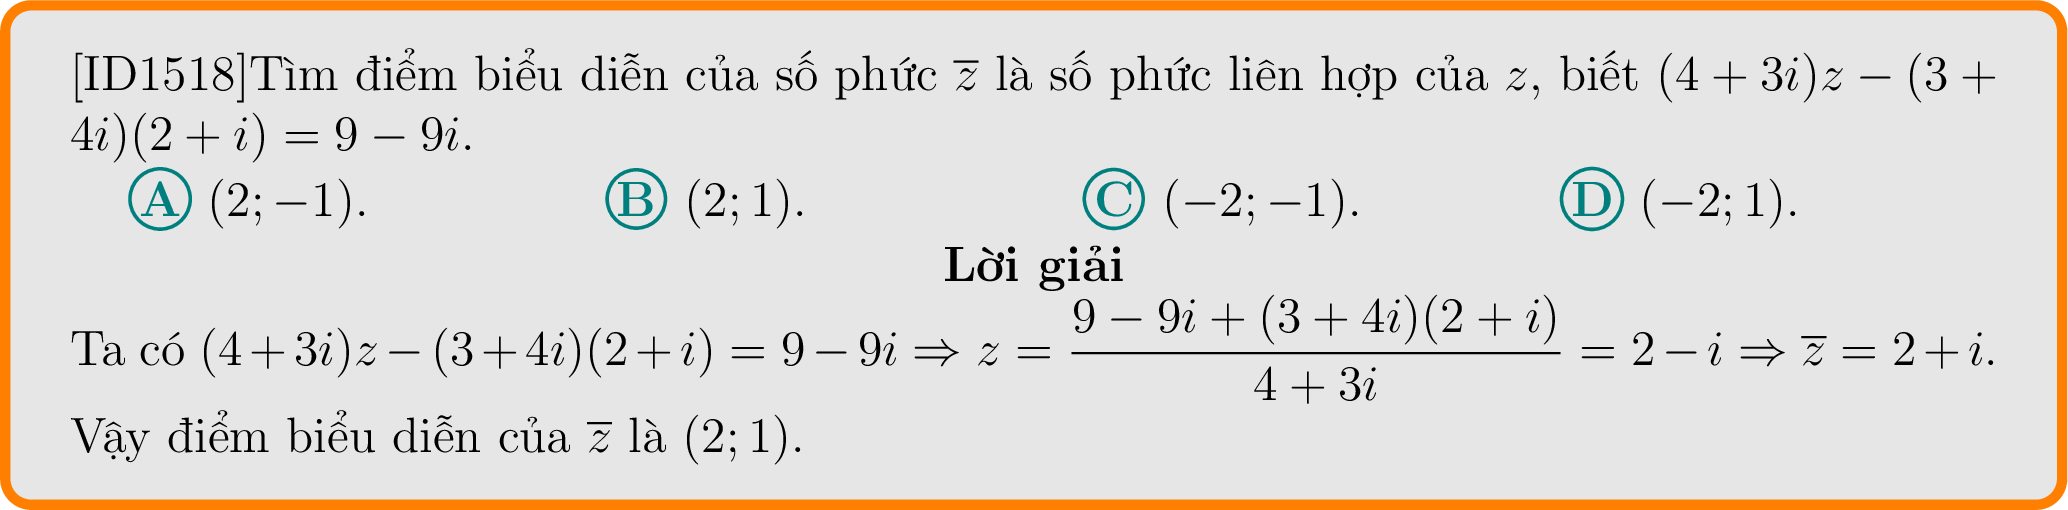 [ID1518]Tìm điểm biểu diễn của số phức $\overline{z}$ là số phức liên hợp của $z$, biết $(4 + 3i)z - (3 +$
$4i)(2 + i) = 9 - 9i$.
Ⓐ $(2; -1)$. Ⓑ $(2; 1)$. Ⓒ $(-2; -1)$. Ⓓ $(-2; 1)$.
Lời giải
Ta có $(4 + 3i)z - (3 + 4i)(2 + i) = 9 - 9i \Rightarrow z = \dfrac{9 - 9i + (3 + 4i)(2 + i)}{4 + 3i} = 2 - i \Rightarrow \overline{z} = 2 + i$.
Vậy điểm biểu diễn của $\overline{z}$ là $(2; 1)$.